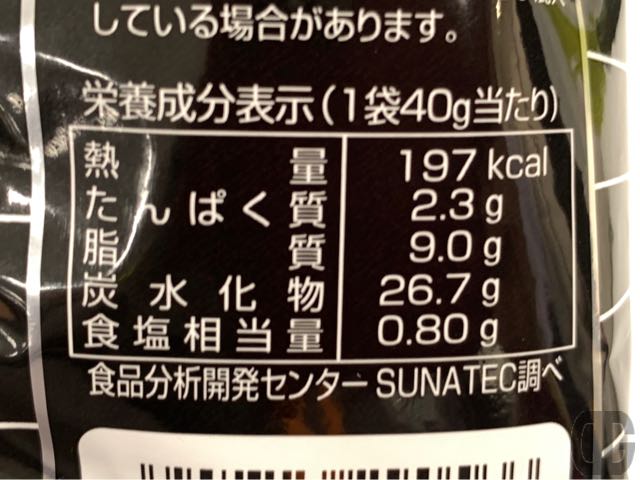 している場合があります。
栄養成分表示(1袋40g当たり)
熱量 197 kcal
たんぱく質 2.3 g
脂質 9.0 g
炭水化物 26.7 g
食塩相当量 0.80 g
食品分析開発センター SUNATEC調べ